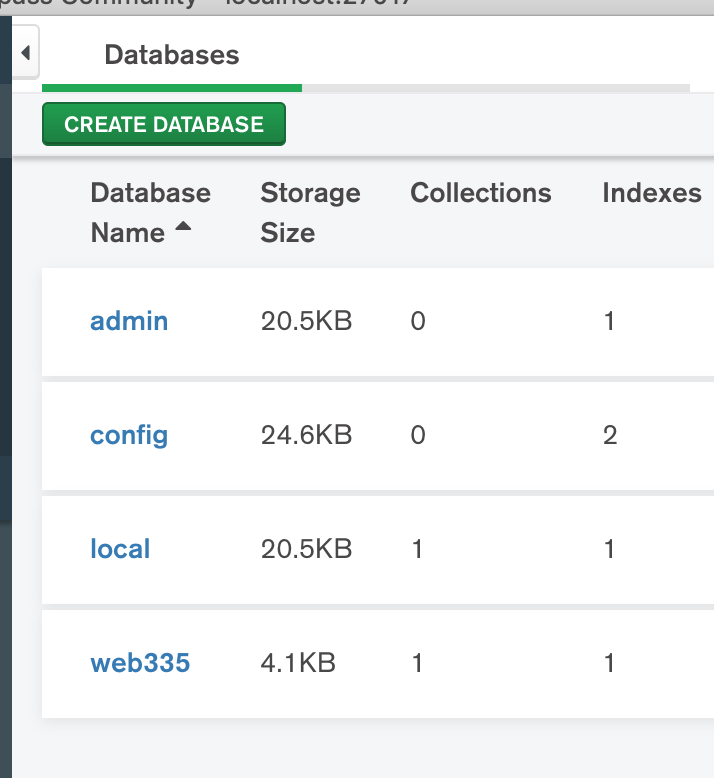 Databases
CREATE DATABASE
Database Name Storage Size Collections Indexes
admin 20.5KB 0 1
config 24.6KB 0 2
local 20.5KB 1 1
web335 4.1KB 1 1